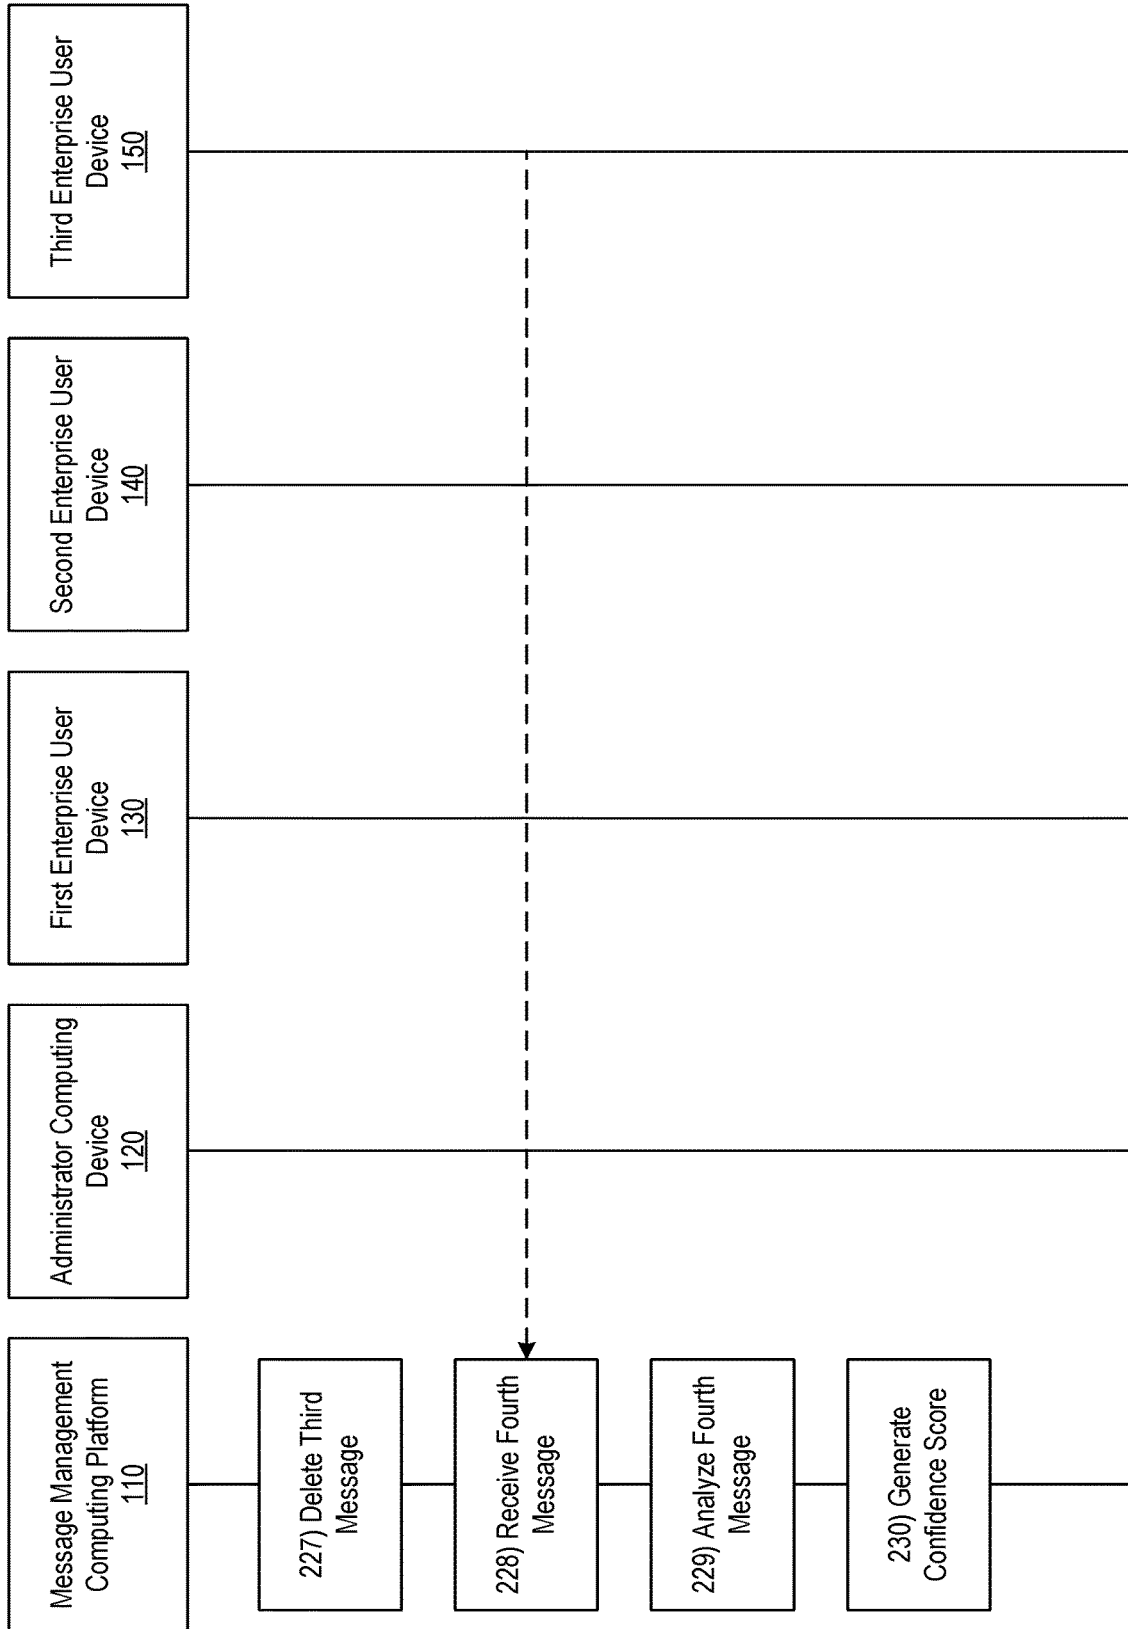 Message Management
Computing Platform
110
Administrator Computing
Device
120
First Enterprise User
Device
130
Second Enterprise User
Device
140
Third Enterprise User
Device
150
227) Delete Third
Message
228) Receive Fourth
Message
229) Analyze Fourth
Message
230) Generate
Confidence Score